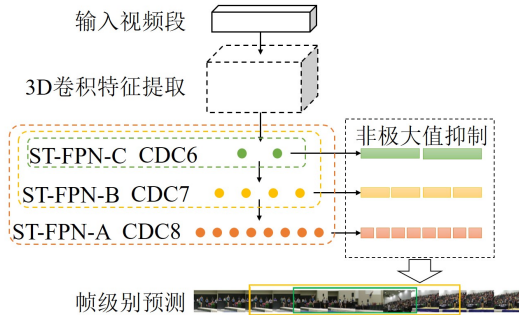 输入视频段
3D卷积特征提取
非极大值抑制
ST-FPN-C CDC6
ST-FPN-B CDC7
ST-FPN-A CDC8
帧级别预测